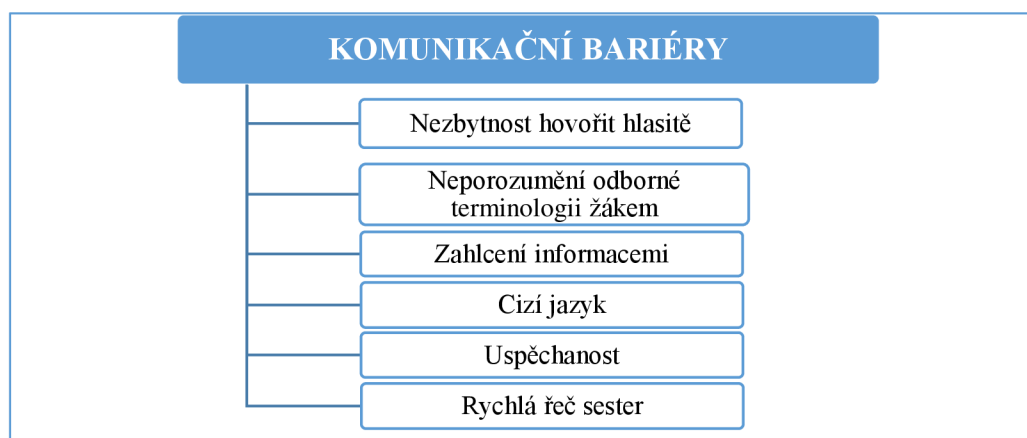 KOMUNIKAČNÍ BARIÉRY
Nezbytnost hovořit hlasitě
Neporozumění odborné
terminologii žákem
Zahlcení informacemi
Cizí jazyk
Uspěchanost
Rychlá řeč sester